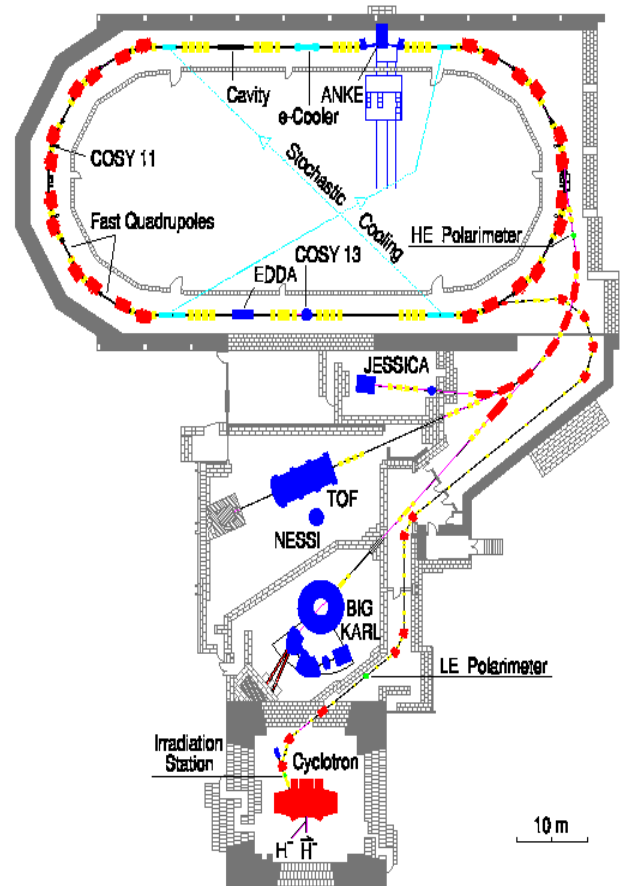 Cavity
e-Cooler
ANKE
COSY 11
Stochastic
Cooling
Fast Quadrupoles
HE Polarimeter
EDDA
COSY 13
JESSICA
TOF
NESSI
BIG
KARL
LE Polarimeter
Irradiation
Station
Cyclotron
H⁻ H⃗⁻
10 m